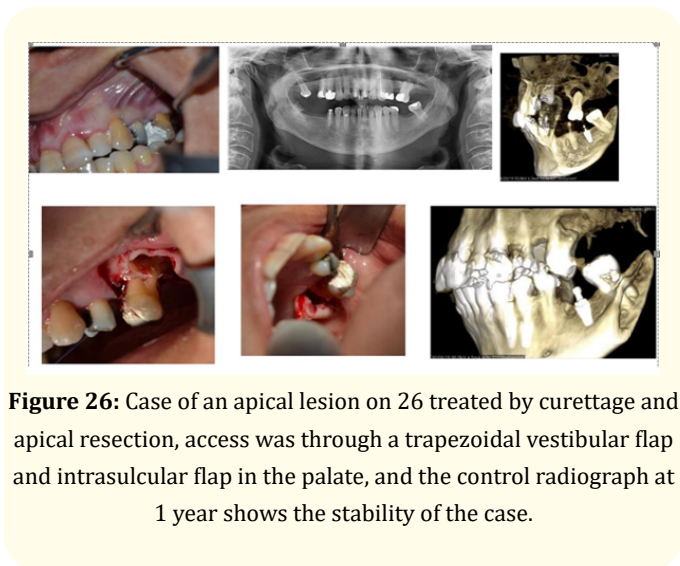 Figure 26: Case of an apical lesion on 26 treated by curettage and
apical resection, access was through a trapezoidal vestibular flap
and intrasulcular flap in the palate, and the control radiograph at
1 year shows the stability of the case.